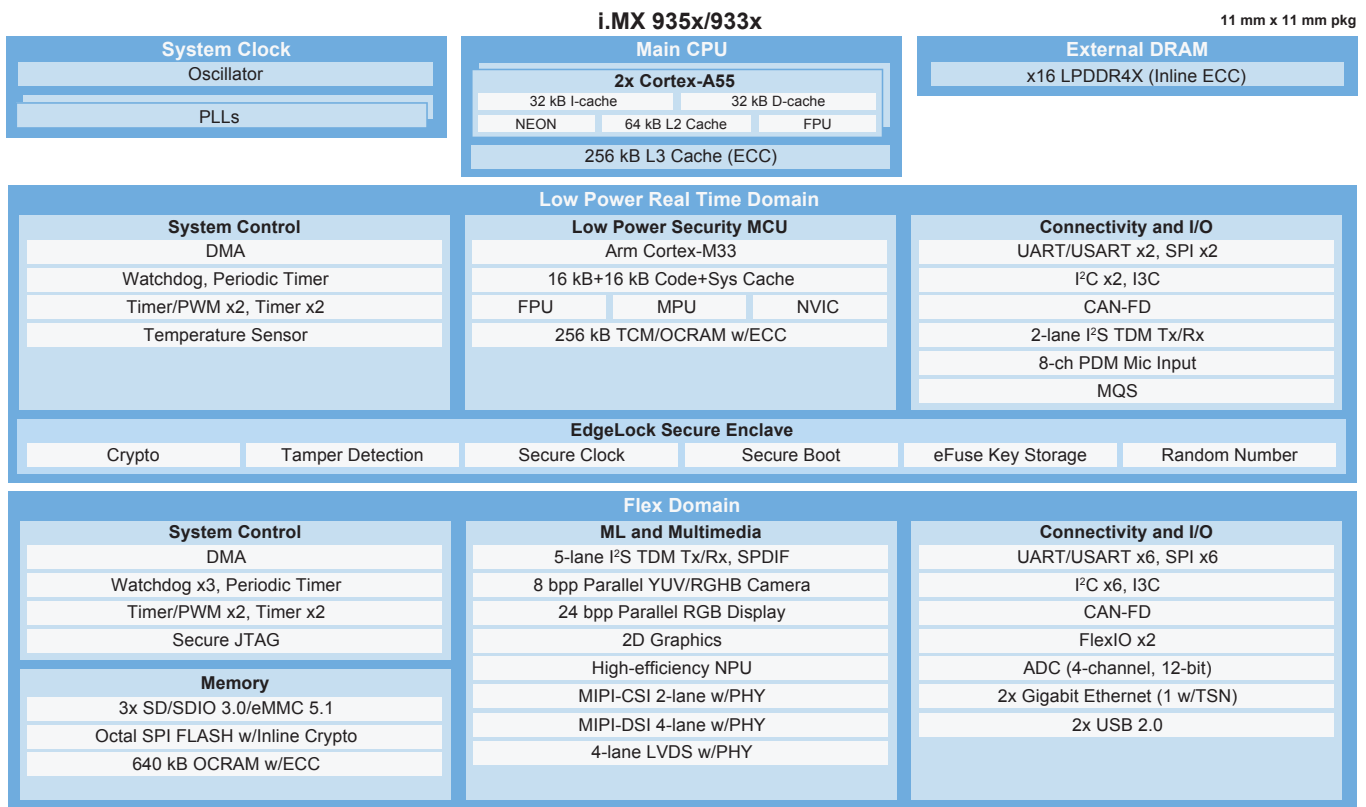 i.MX 935x/933x
11 mm x 11 mm pkg
System Clock
Oscillator
PLLs
Main CPU
2x Cortex-A55
32 kB I-cache
32 kB D-cache
NEON
64 kB L2 Cache
FPU
256 kB L3 Cache (ECC)
External DRAM
x16 LPDDR4X (Inline ECC)
Low Power Real Time Domain
System Control
DMA
Watchdog, Periodic Timer
Timer/PWM x2, Timer x2
Temperature Sensor
Low Power Security MCU
Arm Cortex-M33
16 kB+16 kB Code+Sys Cache
FPU
MPU
NVIC
256 kB TCM/OCRAM w/ECC
Connectivity and I/O
UART/USART x2, SPI x2
I²C x2, I3C
CAN-FD
2-lane I²S TDM Tx/Rx
8-ch PDM Mic Input
MQS
EdgeLock Secure Enclave
Crypto
Tamper Detection
Secure Clock
Secure Boot
eFuse Key Storage
Random Number
Flex Domain
System Control
DMA
Watchdog x3, Periodic Timer
Timer/PWM x2, Timer x2
Secure JTAG
Memory
3x SD/SDIO 3.0/eMMC 5.1
Octal SPI FLASH w/Inline Crypto
640 kB OCRAM w/ECC
ML and Multimedia
5-lane I²S TDM Tx/Rx, SPDIF
8 bpp Parallel YUV/RGHB Camera
24 bpp Parallel RGB Display
2D Graphics
High-efficiency NPU
MIPI-CSI 2-lane w/PHY
MIPI-DSI 4-lane w/PHY
4-lane LVDS w/PHY
Connectivity and I/O
UART/USART x6, SPI x6
I²C x6, I3C
CAN-FD
FlexIO x2
ADC (4-channel, 12-bit)
2x Gigabit Ethernet (1 w/TSN)
2x USB 2.0